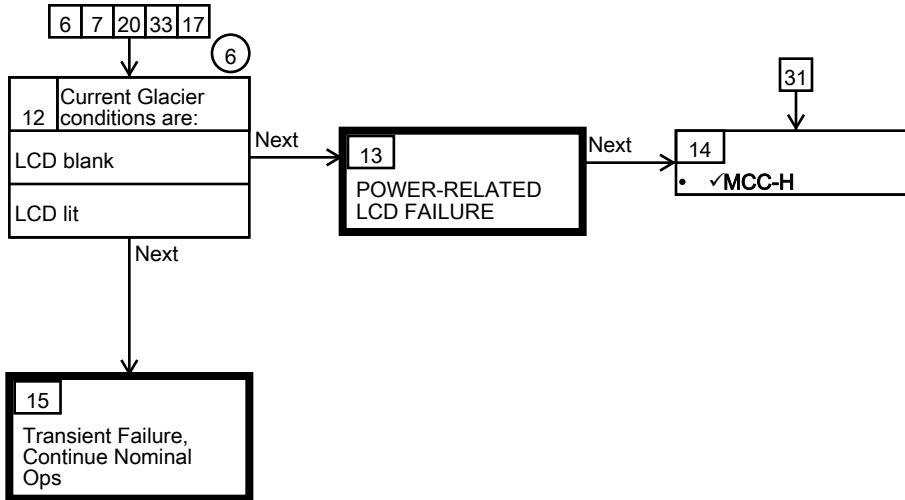 6 7 20 33 17
6
12 Current Glacier
conditions are:
LCD blank
LCD lit
Next
13
POWER-RELATED
LCD FAILURE
Next
31
14
• ✓MCC-H
Next
15
Transient Failure,
Continue Nominal
Ops